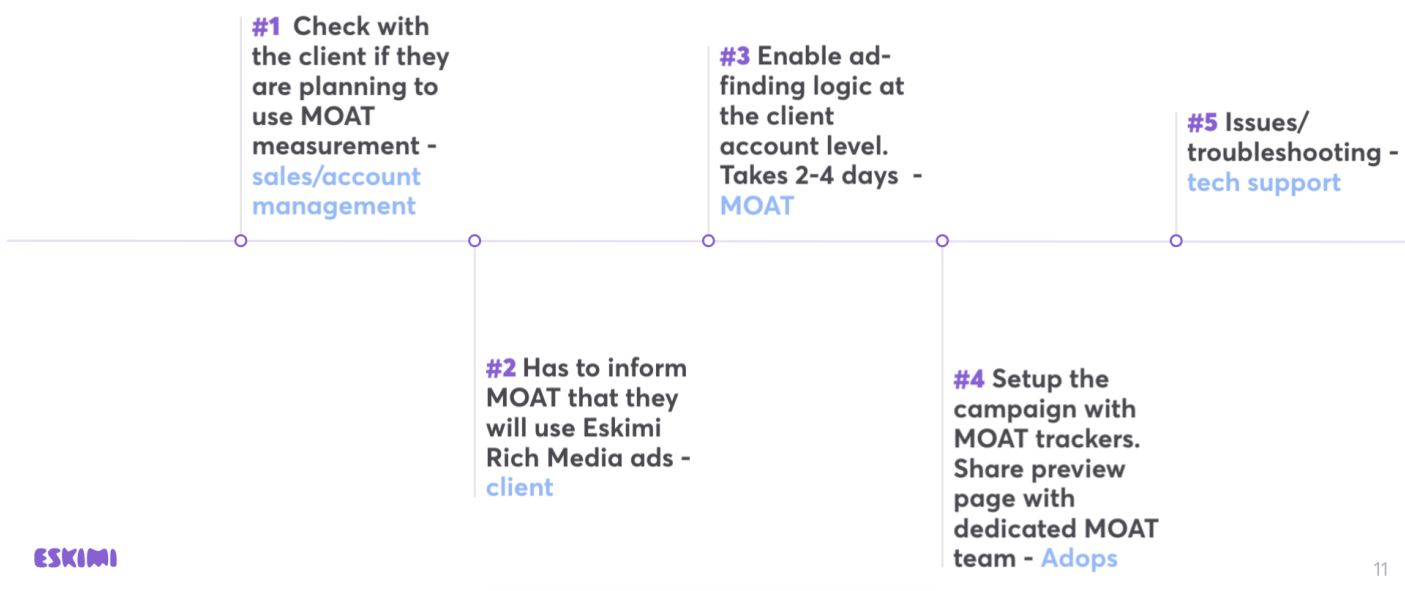 #1 Check with
the client if they
are planning to
use MOAT
measurement -
sales/account
management
#2 Has to inform
MOAT that they
will use Eskimi
Rich Media ads -
client
#3 Enable ad-
finding logic at
the client
account level.
Takes 2-4 days -
MOAT
#4 Setup the
campaign with
MOAT trackers.
Share preview
page with
dedicated MOAT
team - Adops
#5 Issues/
troubleshooting -
tech support
ESKIMI
11